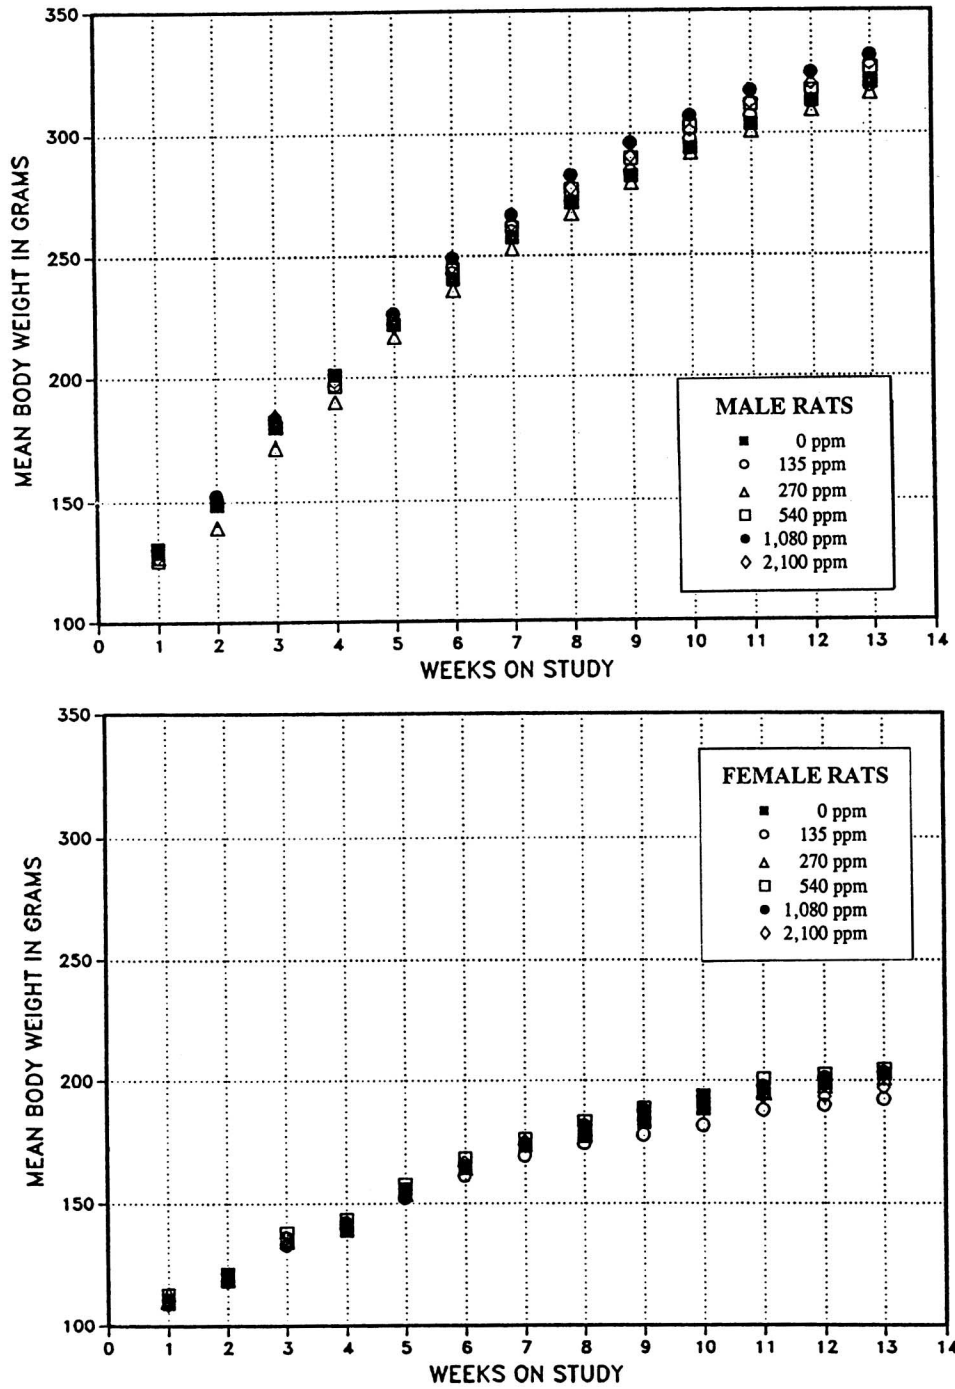 350
300
250
200
150
100
MEAN BODY WEIGHT IN GRAMS
MALE RATS
0 ppm
135 ppm
270 ppm
540 ppm
1,080 ppm
2,100 ppm
0 1 2 3 4 5 6 7 8 9 10 11 12 13 14
WEEKS ON STUDY
350
300
250
200
150
100
MEAN BODY WEIGHT IN GRAMS
FEMALE RATS
0 ppm
135 ppm
270 ppm
540 ppm
1,080 ppm
2,100 ppm
0 1 2 3 4 5 6 7 8 9 10 11 12 13 14
WEEKS ON STUDY